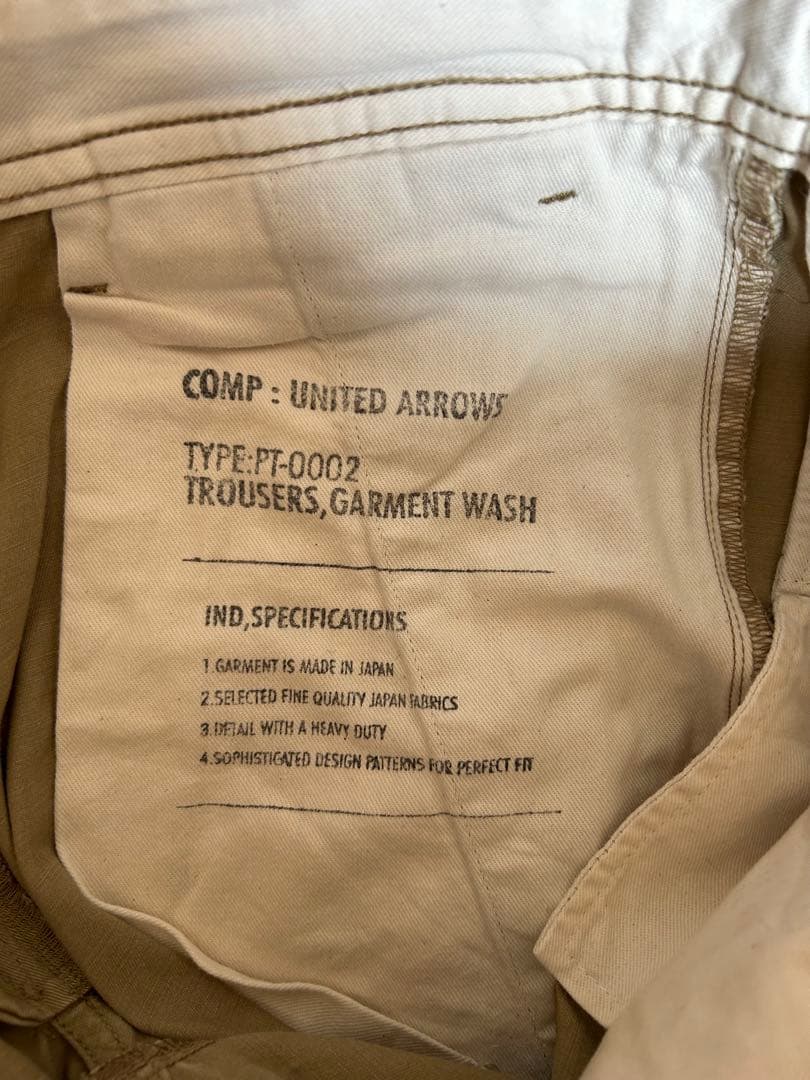 COMP : UNITED ARROWS
TYPE:PT-0002
TROUSERS,GARMENT WASH
IND,SPECIFICATIONS
1.GARMENT IS MADE IN JAPAN
2.SELECTED FINE QUALITY JAPAN FABRICS
3.DETAIL WITH A HEAVY DUTY
4.SOPHISTICATED DESIGN PATTERNS FOR PERFECT FIT